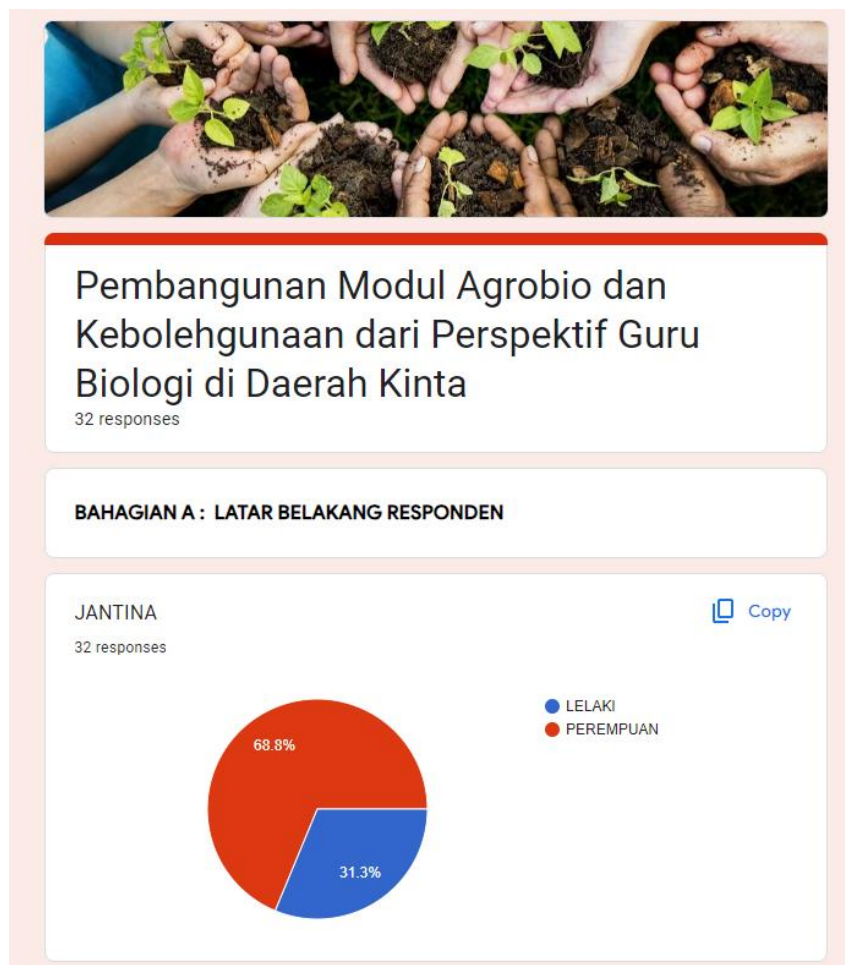 Pembangunan Modul Agrobio dan
Kebolehgunaan dari Perspektif Guru
Biologi di Daerah Kinta
32 responses
BAHAGIAN A : LATAR BELAKANG RESPONDEN
JANTINA
Copy
32 responses
LELAKI
PEREMPUAN
68.8%
31.3%